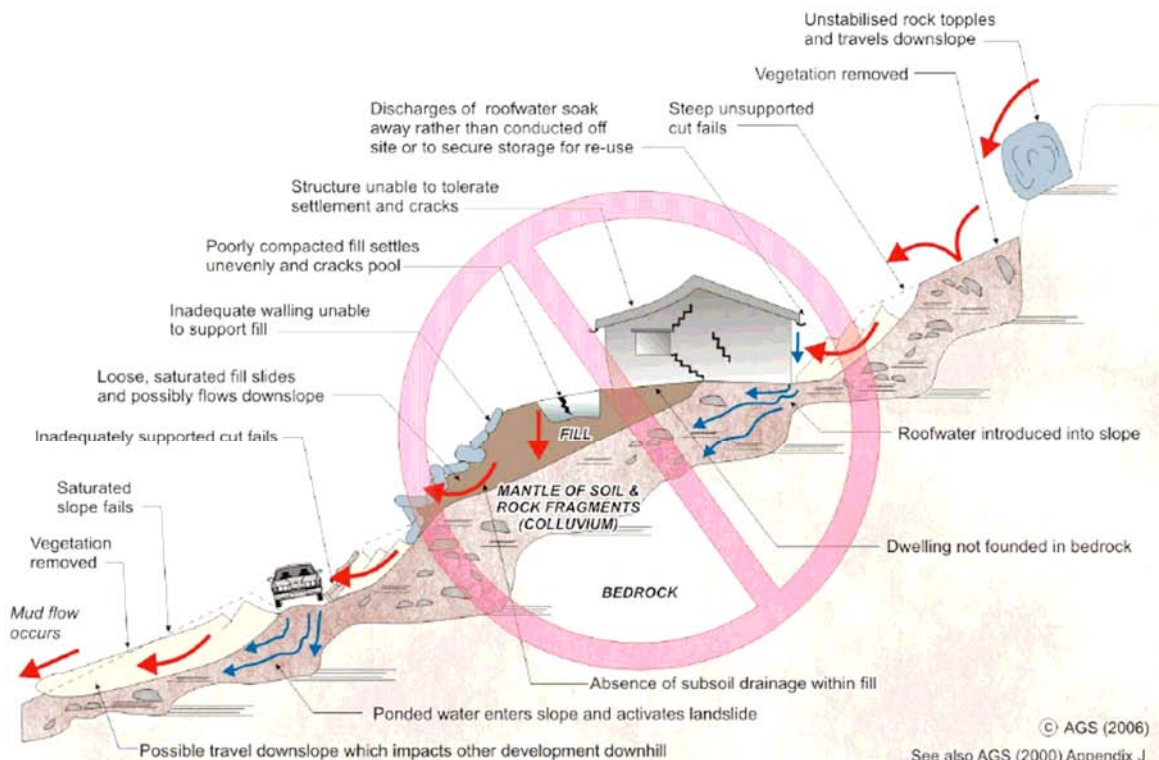 Unstabilised rock topples
and travels downslope
Vegetation removed
Steep unsupported
cut fails
Discharges of roofwater soak
away rather than conducted off
site or to secure storage for re-use
Structure unable to tolerate
settlement and cracks
Poorly compacted fill settles
unevenly and cracks pool
Inadequate walling unable
to support fill
Loose, saturated fill slides
and possibly flows downslope
Inadequately supported cut fails
Saturated
slope fails
Vegetation
removed
Mud flow
occurs
FILL
MANTLE OF SOIL &
ROCK FRAGMENTS
(COLLUVIUM)
BEDROCK
Roofwater introduced into slope
Dwelling not founded in bedrock
Absence of subsoil drainage within fill
Ponded water enters slope and activates landslide
Possible travel downslope which impacts other development downhill
© AGS (2006)
See also AGS (2000) Appendix J